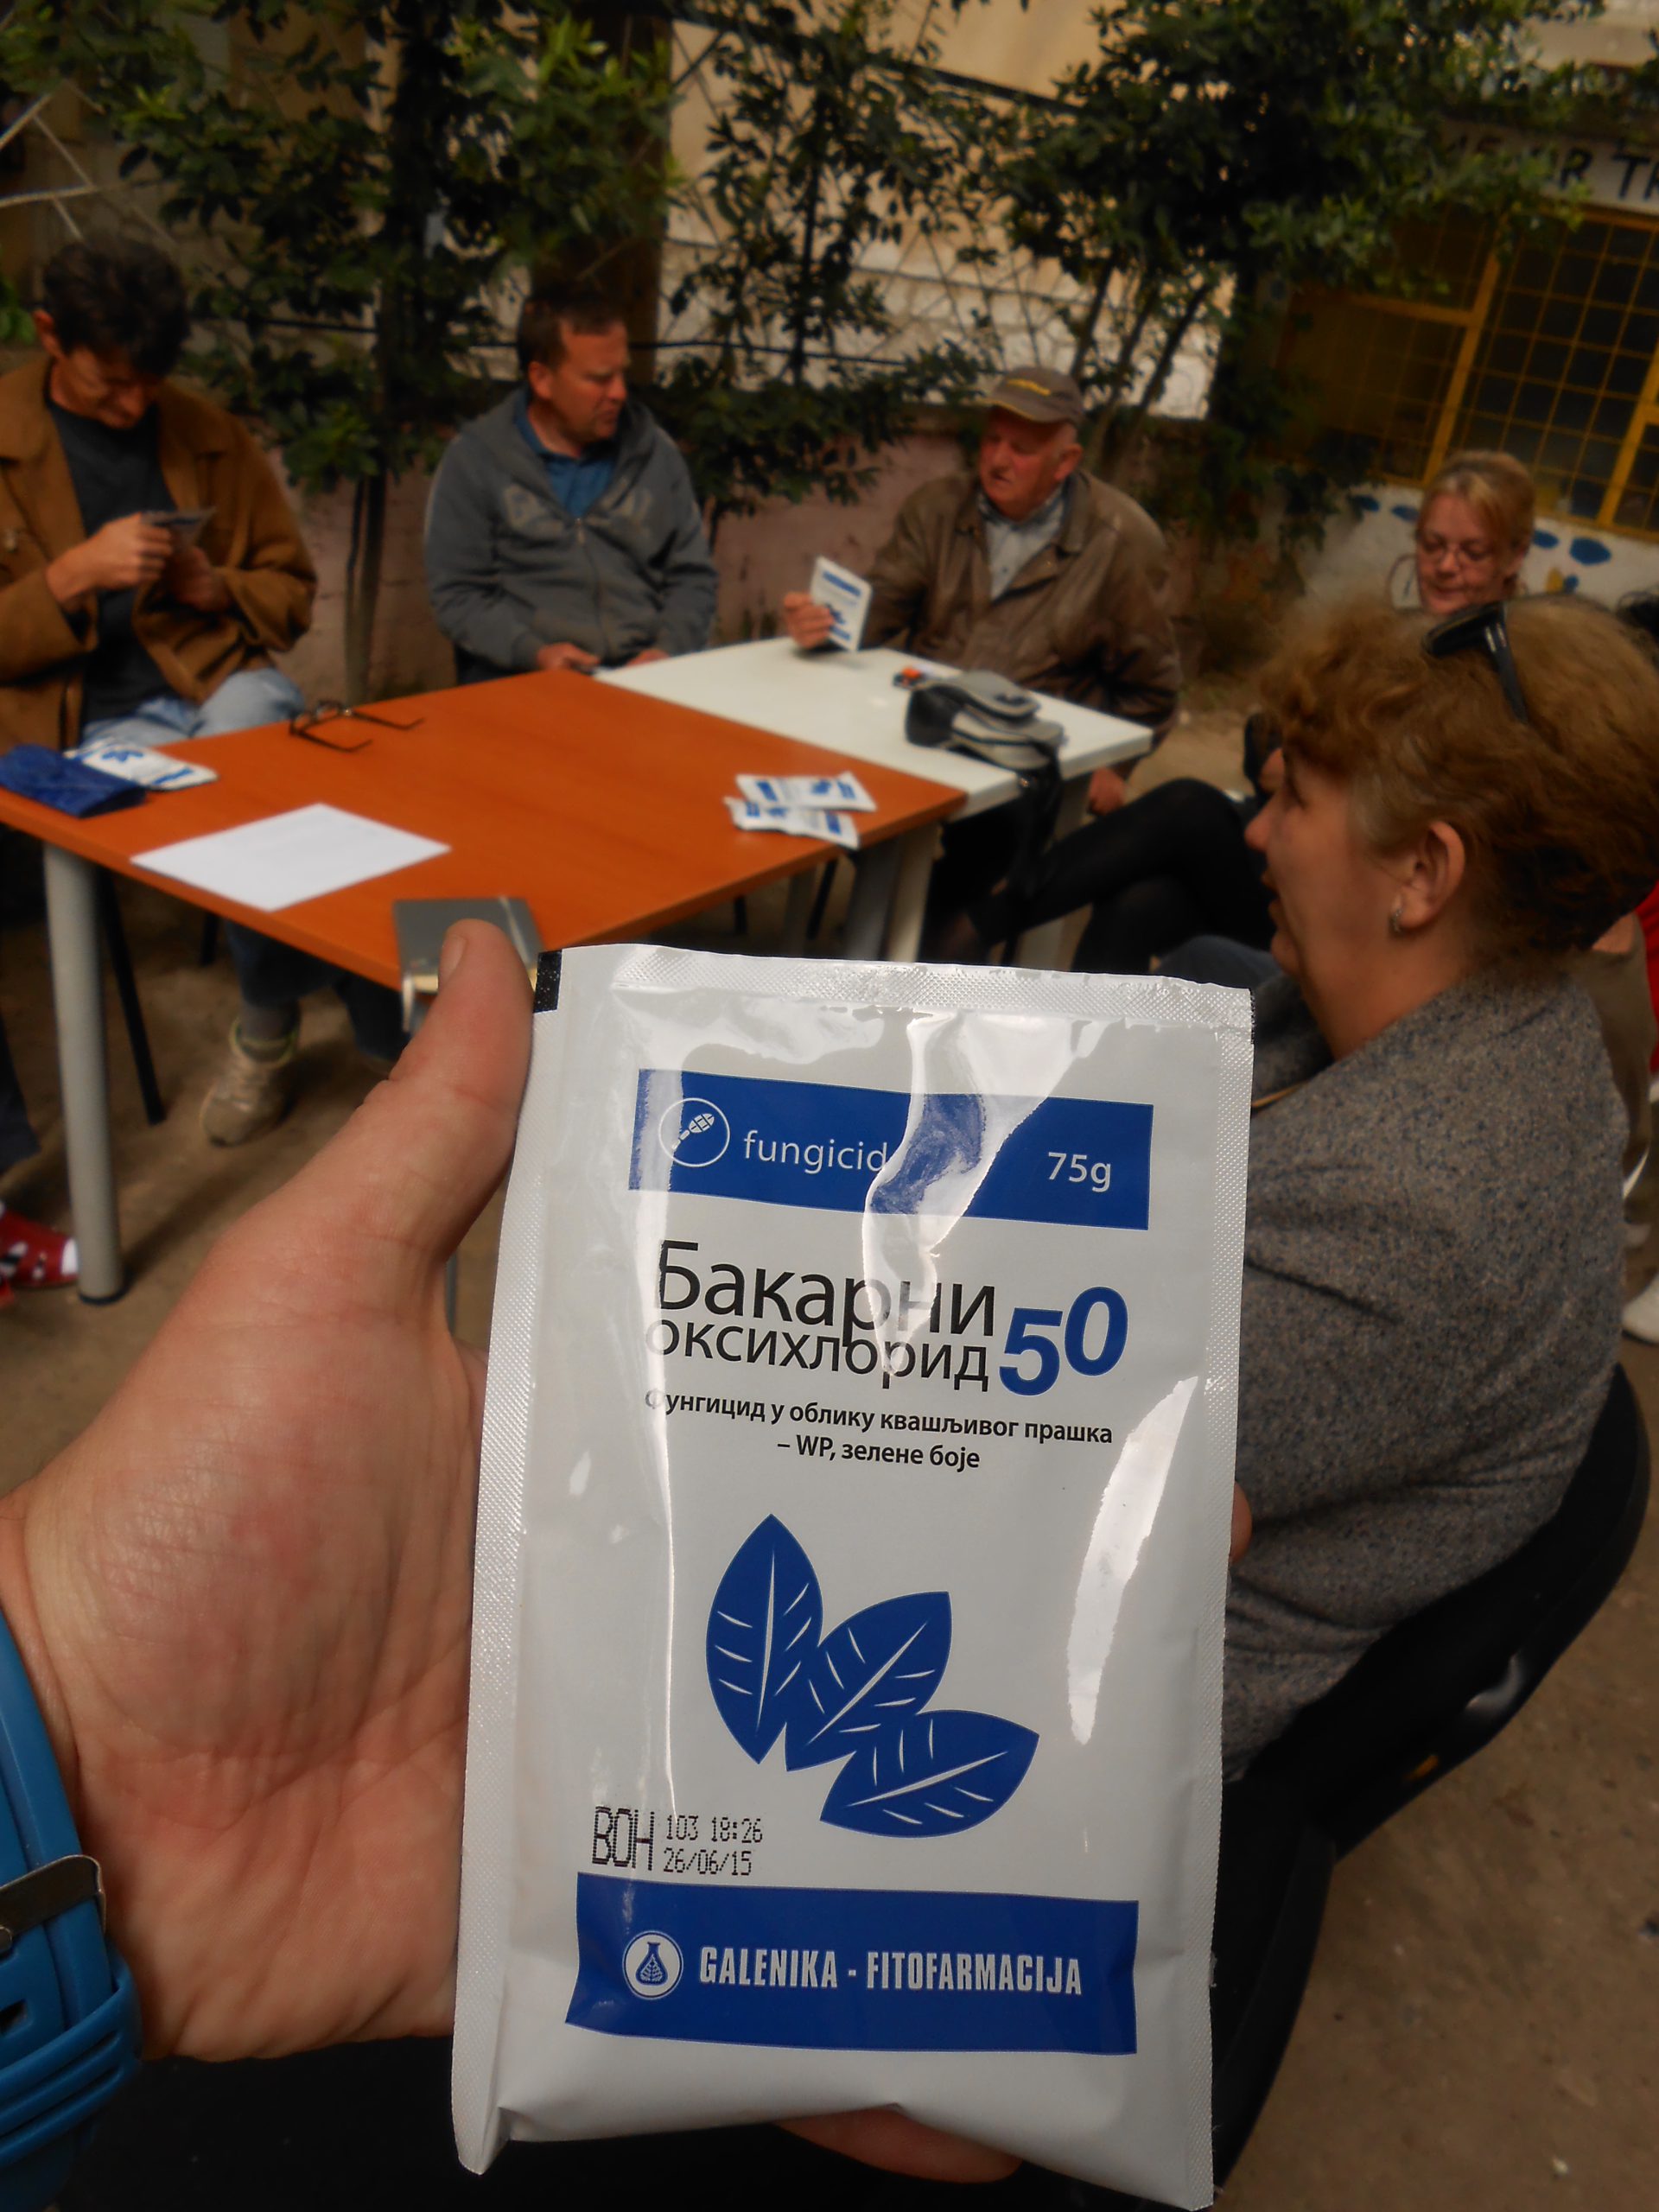 fungicid 75g
Бакарни
оксихлорид 50
Фунгицид у облику квашљивог прашка
– WP, зелене боје
BOH 103 18:26
26/06/15
GALENIKA - FITOFARMACIJA